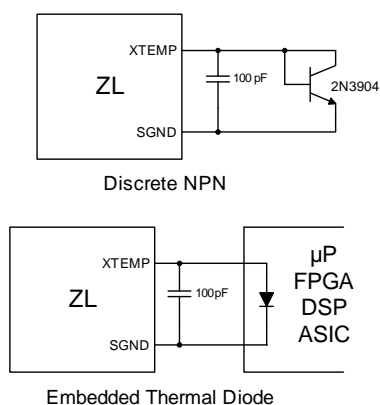 XTEMP
ZL
100 pF
2N3904
SGND
Discrete NPN
XTEMP
ZL
100pF
SGND
µP
FPGA
DSP
ASIC
Embedded Thermal Diode